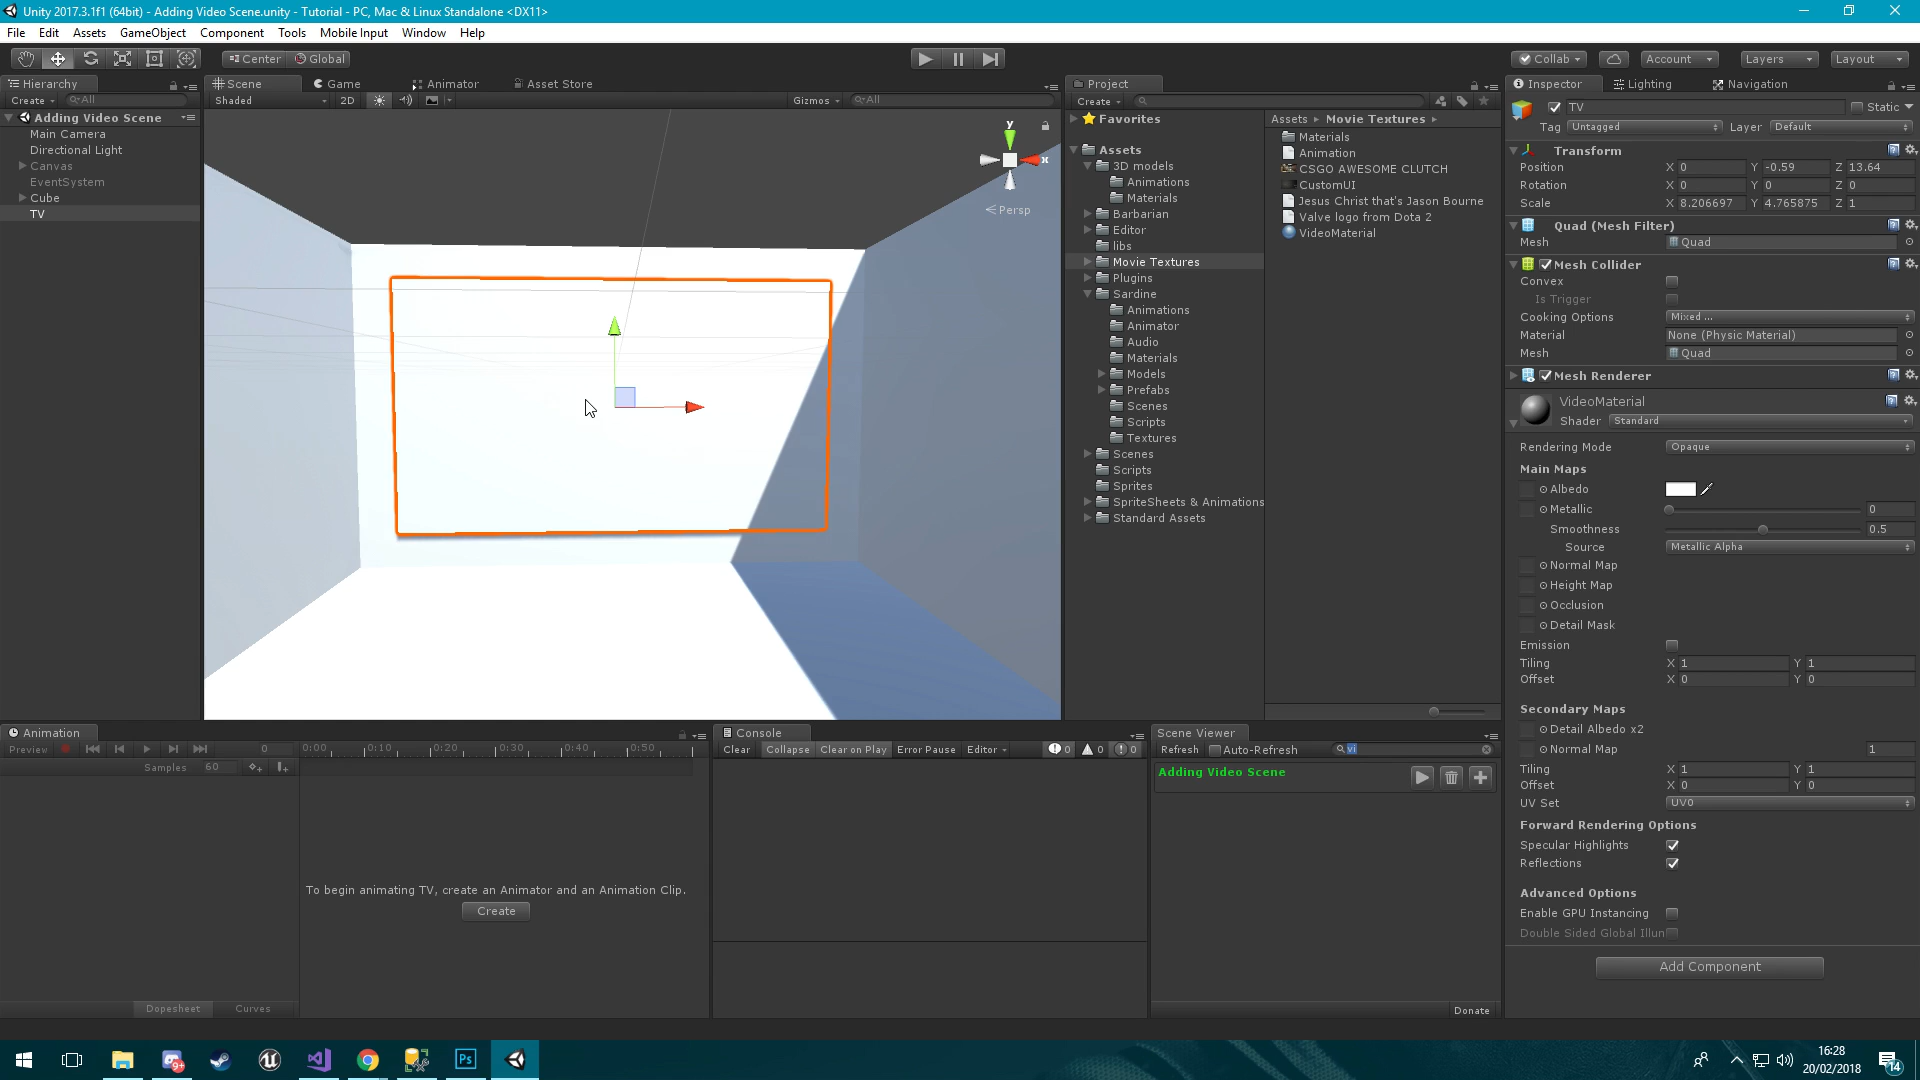 Unity 2017.3.1f1 (64bit) - Adding Video Scene.unity - Tutorial - PC, Mac & Linux Standalone <DX11>
File Edit Assets GameObject Component Tools Mobile Input Window Help
Center Global Collab Account Layers Layout
Hierarchy
Create All
Adding Video Scene
Main Camera
Directional Light
Canvas
EventSystem
Cube
TV
Scene Game Animator Asset Store
Shaded 2D Gizmos All
y
x
Persp
Project
Create
Favorites
Assets
3D models
Animations
Materials
Barbarian
Editor
libs
Movie Textures
Plugins
Sardine
Animations
Animator
Audio
Materials
Models
Prefabs
Scenes
Scripts
Textures
Scenes
Scripts
Sprites
SpriteSheets & Animations
Standard Assets
Assets Movie Textures
Materials
Animation
CSGO AWESOME CLUTCH
CustomUI
Jesus Christ that's Jason Bourne
Valve logo from Dota 2
VideoMaterial
Inspector Lighting Navigation
TV Static
Tag Untagged Layer Default
Transform
Position X 0 Y -0.59 Z 13.64
Rotation X 0 Y 0 Z 0
Scale X 8.206697 Y 4.765875 Z 1
Quad (Mesh Filter)
Mesh Quad
Mesh Collider
Convex
Is Trigger
Cooking Options Mixed ...
Material None (Physic Material)
Mesh Quad
Mesh Renderer
VideoMaterial
Shader Standard
Rendering Mode Opaque
Main Maps
Albedo
Metallic 0
Smoothness 0.5
Source Metallic Alpha
Normal Map
Height Map
Occlusion
Detail Mask
Emission
Tiling X 1 Y 1
Offset X 0 Y 0
Secondary Maps
Detail Albedo x2
Normal Map 1
Tiling X 1 Y 1
Offset X 0 Y 0
UV Set UV0
Forward Rendering Options
Specular Highlights
Reflections
Advanced Options
Enable GPU Instancing
Double Sided Global Illun
Add Component
Animation
Preview 0 0:00 0:10 0:20 0:30 0:40 0:50
Samples 60
To begin animating TV, create an Animator and an Animation Clip.
Create
Dopesheet Curves
Console
Clear Collapse Clear on Play Error Pause Editor 0 0 0
Scene Viewer
Refresh Auto-Refresh vi
Adding Video Scene
Donate
Ps
16:28
20/02/2018
14